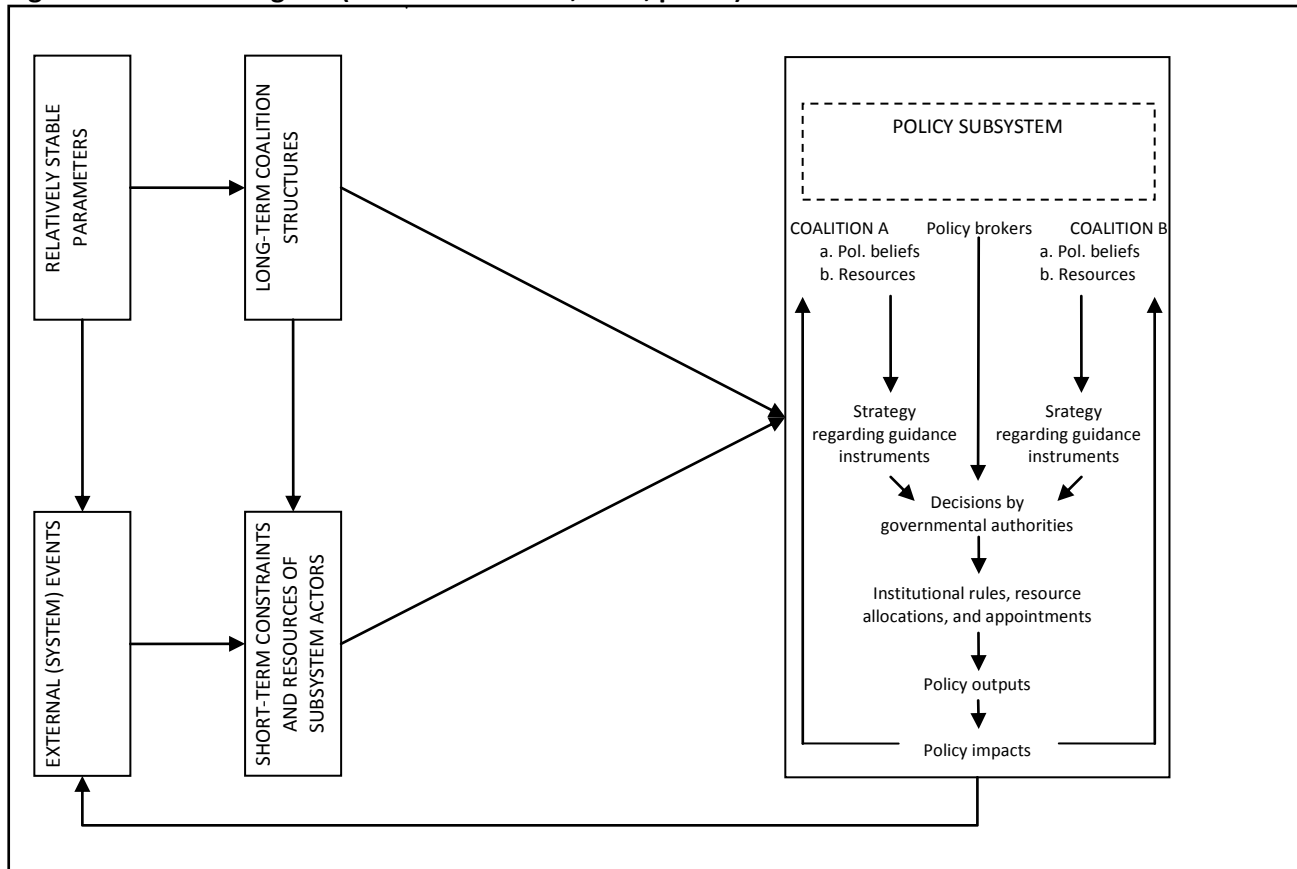 RELATIVELY STABLE
PARAMETERS
LONG-TERM COALITION
STRUCTURES
EXTERNAL (SYSTEM) EVENTS
SHORT-TERM CONSTRAINTS
AND RESOURCES OF
SUBSYSTEM ACTORS
POLICY SUBSYSTEM
COALITION A
a. Pol. beliefs
b. Resources
Policy brokers
COALITION B
a. Pol. beliefs
b. Resources
Strategy
regarding guidance
instruments
Srategy
regarding guidance
instruments
Decisions by
governmental authorities
Institutional rules, resource
allocations, and appointments
Policy outputs
Policy impacts